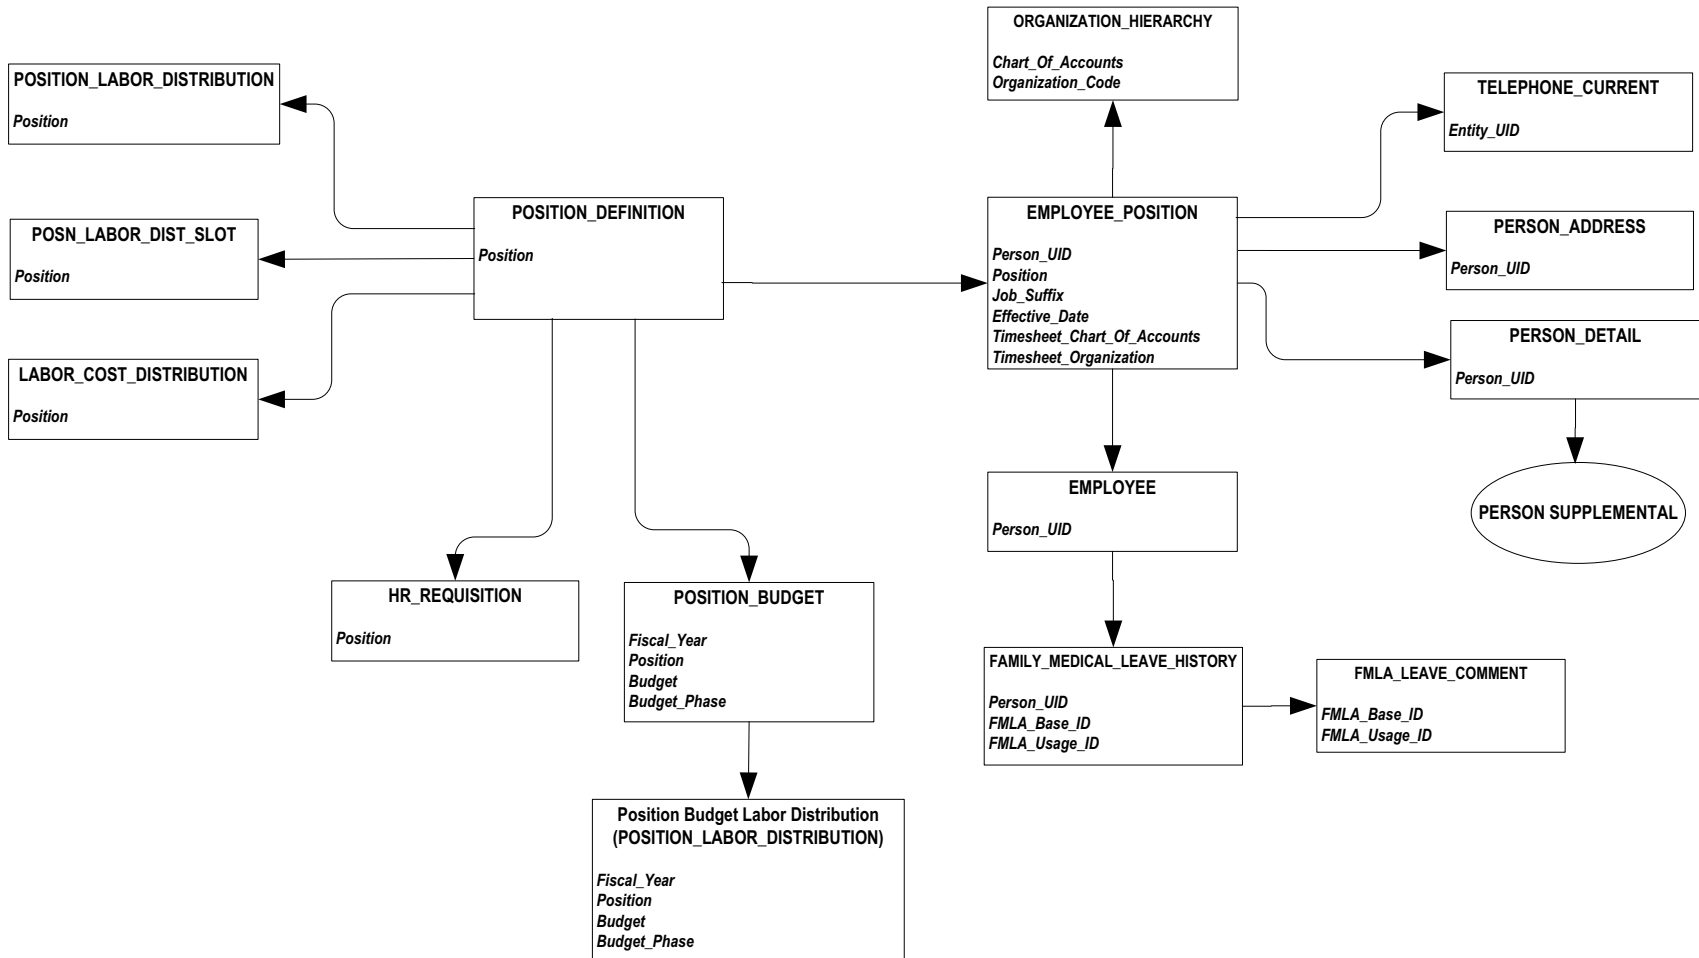 ORGANIZATION_HIERARCHY
Chart_Of_Accounts
Organization_Code
POSITION_LABOR_DISTRIBUTION
Position
TELEPHONE_CURRENT
Entity_UID
POSN_LABOR_DIST_SLOT
Position
POSITION_DEFINITION
Position
EMPLOYEE_POSITION
Person_UID
Position
Job_Suffix
Effective_Date
Timesheet_Chart_Of_Accounts
Timesheet_Organization
PERSON_ADDRESS
Person_UID
LABOR_COST_DISTRIBUTION
Position
PERSON_DETAIL
Person_UID
EMPLOYEE
Person_UID
PERSON SUPPLEMENTAL
HR_REQUISITION
Position
POSITION_BUDGET
Fiscal_Year
Position
Budget
Budget_Phase
FAMILY_MEDICAL_LEAVE_HISTORY
Person_UID
FMLA_Base_ID
FMLA_Usage_ID
FMLA_LEAVE_COMMENT
FMLA_Base_ID
FMLA_Usage_ID
Position Budget Labor Distribution
(POSITION_LABOR_DISTRIBUTION)
Fiscal_Year
Position
Budget
Budget_Phase